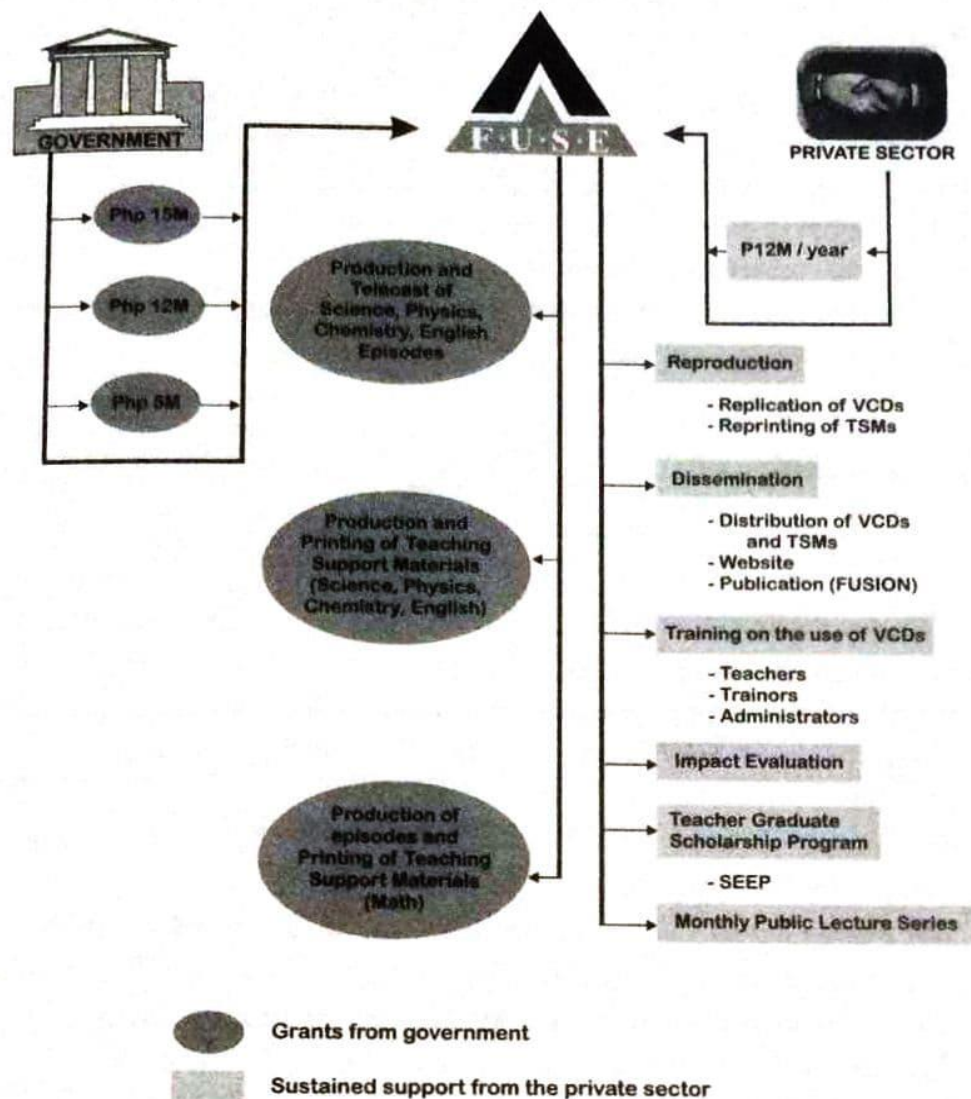 GOVERNMENT
Php 15M
Php 12M
Php 5M
F·U·S·E
PRIVATE SECTOR
P12M / year
Production and
Telecast of
Science, Physics,
Chemistry, English
Episodes
Production and
Printing of Teaching
Support Materials
(Science, Physics,
Chemistry, English)
Production of
episodes and
Printing of Teaching
Support Materials
(Math)
Reproduction
- Replication of VCDs
- Reprinting of TSMs
Dissemination
- Distribution of VCDs
and TSMs
- Website
- Publication (FUSION)
Training on the use of VCDs
- Teachers
- Trainors
- Administrators
Impact Evaluation
Teacher Graduate
Scholarship Program
- SEEP
Monthly Public Lecture Series
Grants from government
Sustained support from the private sector